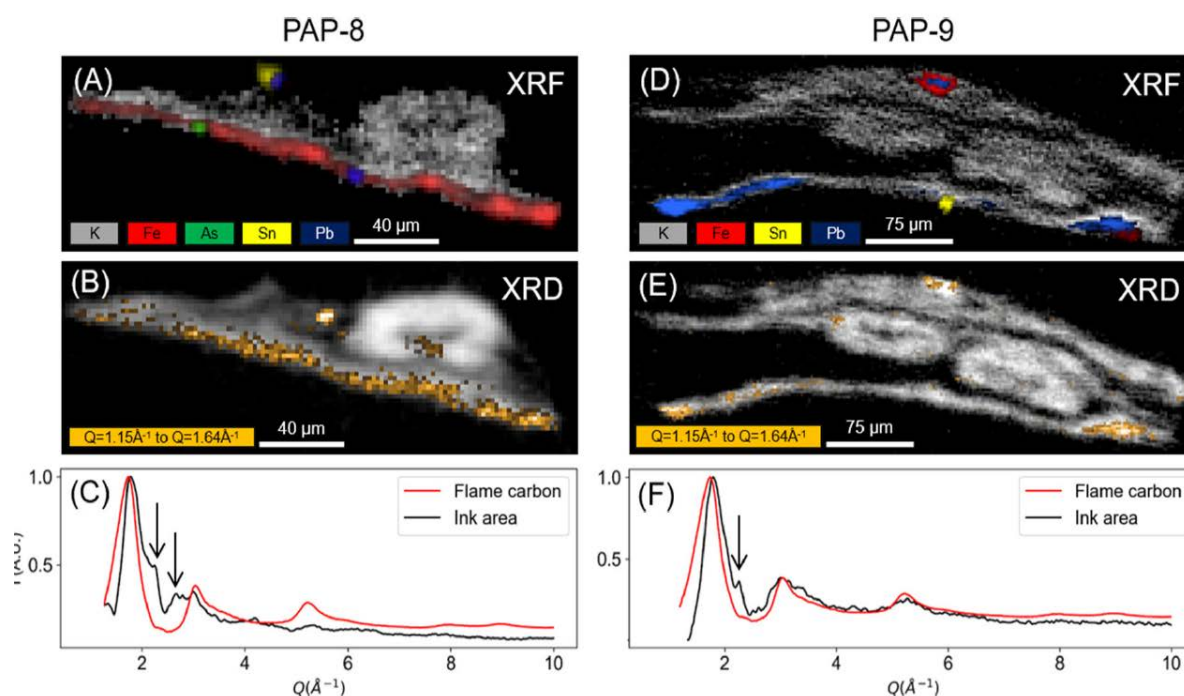 PAP-8
PAP-9
(A)
XRF
K
Fe
As
Sn
Pb
40 µm
(D)
XRF
K
Fe
Sn
Pb
75 µm
(B)
XRD
Q=1.15Å⁻¹ to Q=1.64Å⁻¹
40 µm
(E)
XRD
Q=1.15Å⁻¹ to Q=1.64Å⁻¹
75 µm
(C)
Flame carbon
Ink area
1.0
0.5
2
4
6
8
10
Q(Å⁻¹)
(F)
Flame carbon
Ink area
1.0
0.5
2
4
6
8
10
Q(Å⁻¹)